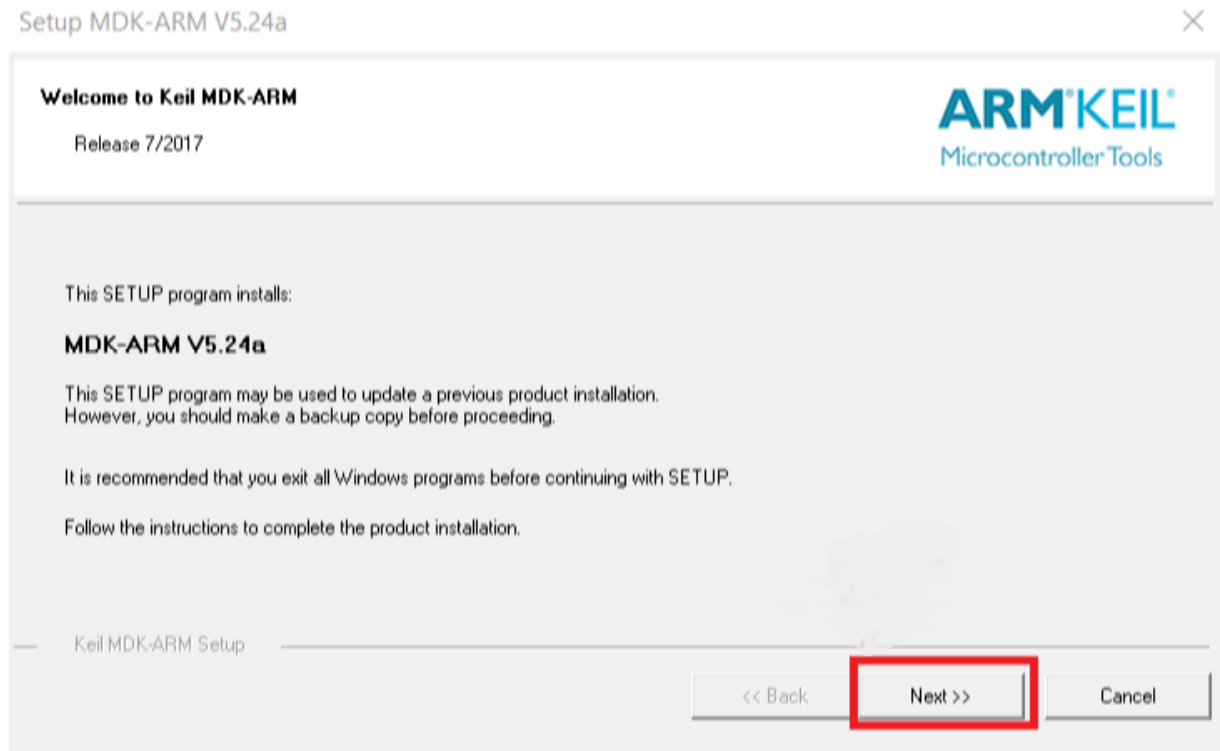 Setup MDK-ARM V5.24a
Welcome to Keil MDK-ARM
Release 7/2017
ARM®KEIL®
Microcontroller Tools
This SETUP program installs:
MDK-ARM V5.24a
This SETUP program may be used to update a previous product installation.
However, you should make a backup copy before proceeding.
It is recommended that you exit all Windows programs before continuing with SETUP.
Follow the instructions to complete the product installation.
Keil MDK-ARM Setup
<< Back Next >> Cancel